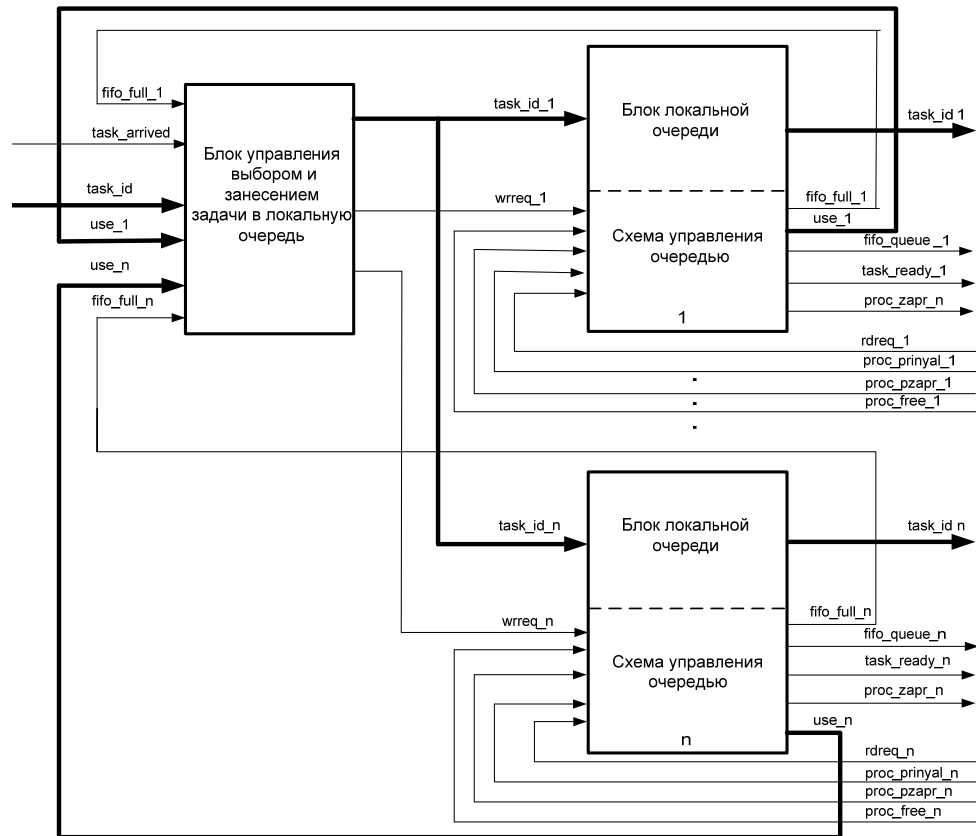 fifo_full_1
task_arrived
task_id
use_1
use_n
fifo_full_n
Блок управления
выбором и
занесением
задачи в локальную
очередь
task_id_1
wrreq_1
Блок локальной
очереди
Схема управления
очередью
1
task_id 1
fifo_full_1
use_1
fifo_queue_1
task_ready_1
proc_zapr_n
rdreq_1
proc_prinyal_1
proc_pzapr_1
proc_free_1
.
.
.
task_id_n
wrreq_n
Блок локальной
очереди
Схема управления
очередью
n
task_id n
fifo_full_n
fifo_queue_n
task_ready_n
proc_zapr_n
use_n
rdreq_n
proc_prinyal_n
proc_pzapr_n
proc_free_n